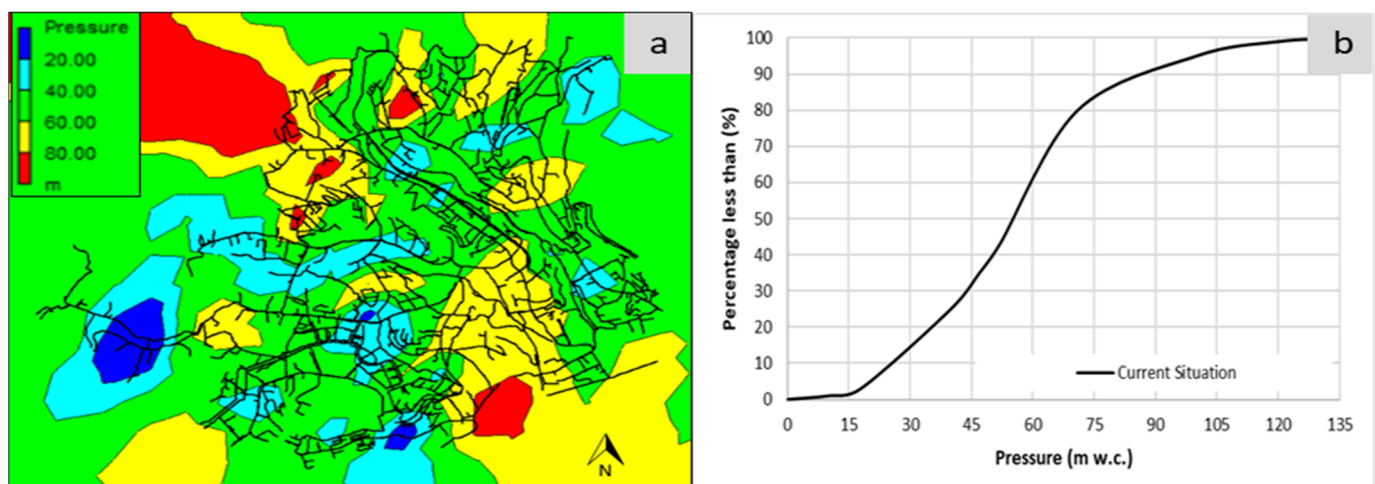 Pressure
20.00
40.00
60.00
80.00
m
a
N
b
Percentage less than (%)
100
90
80
70
60
50
40
30
20
10
0
Current Situation
0 15 30 45 60 75 90 105 120 135
Pressure (m w.c.)